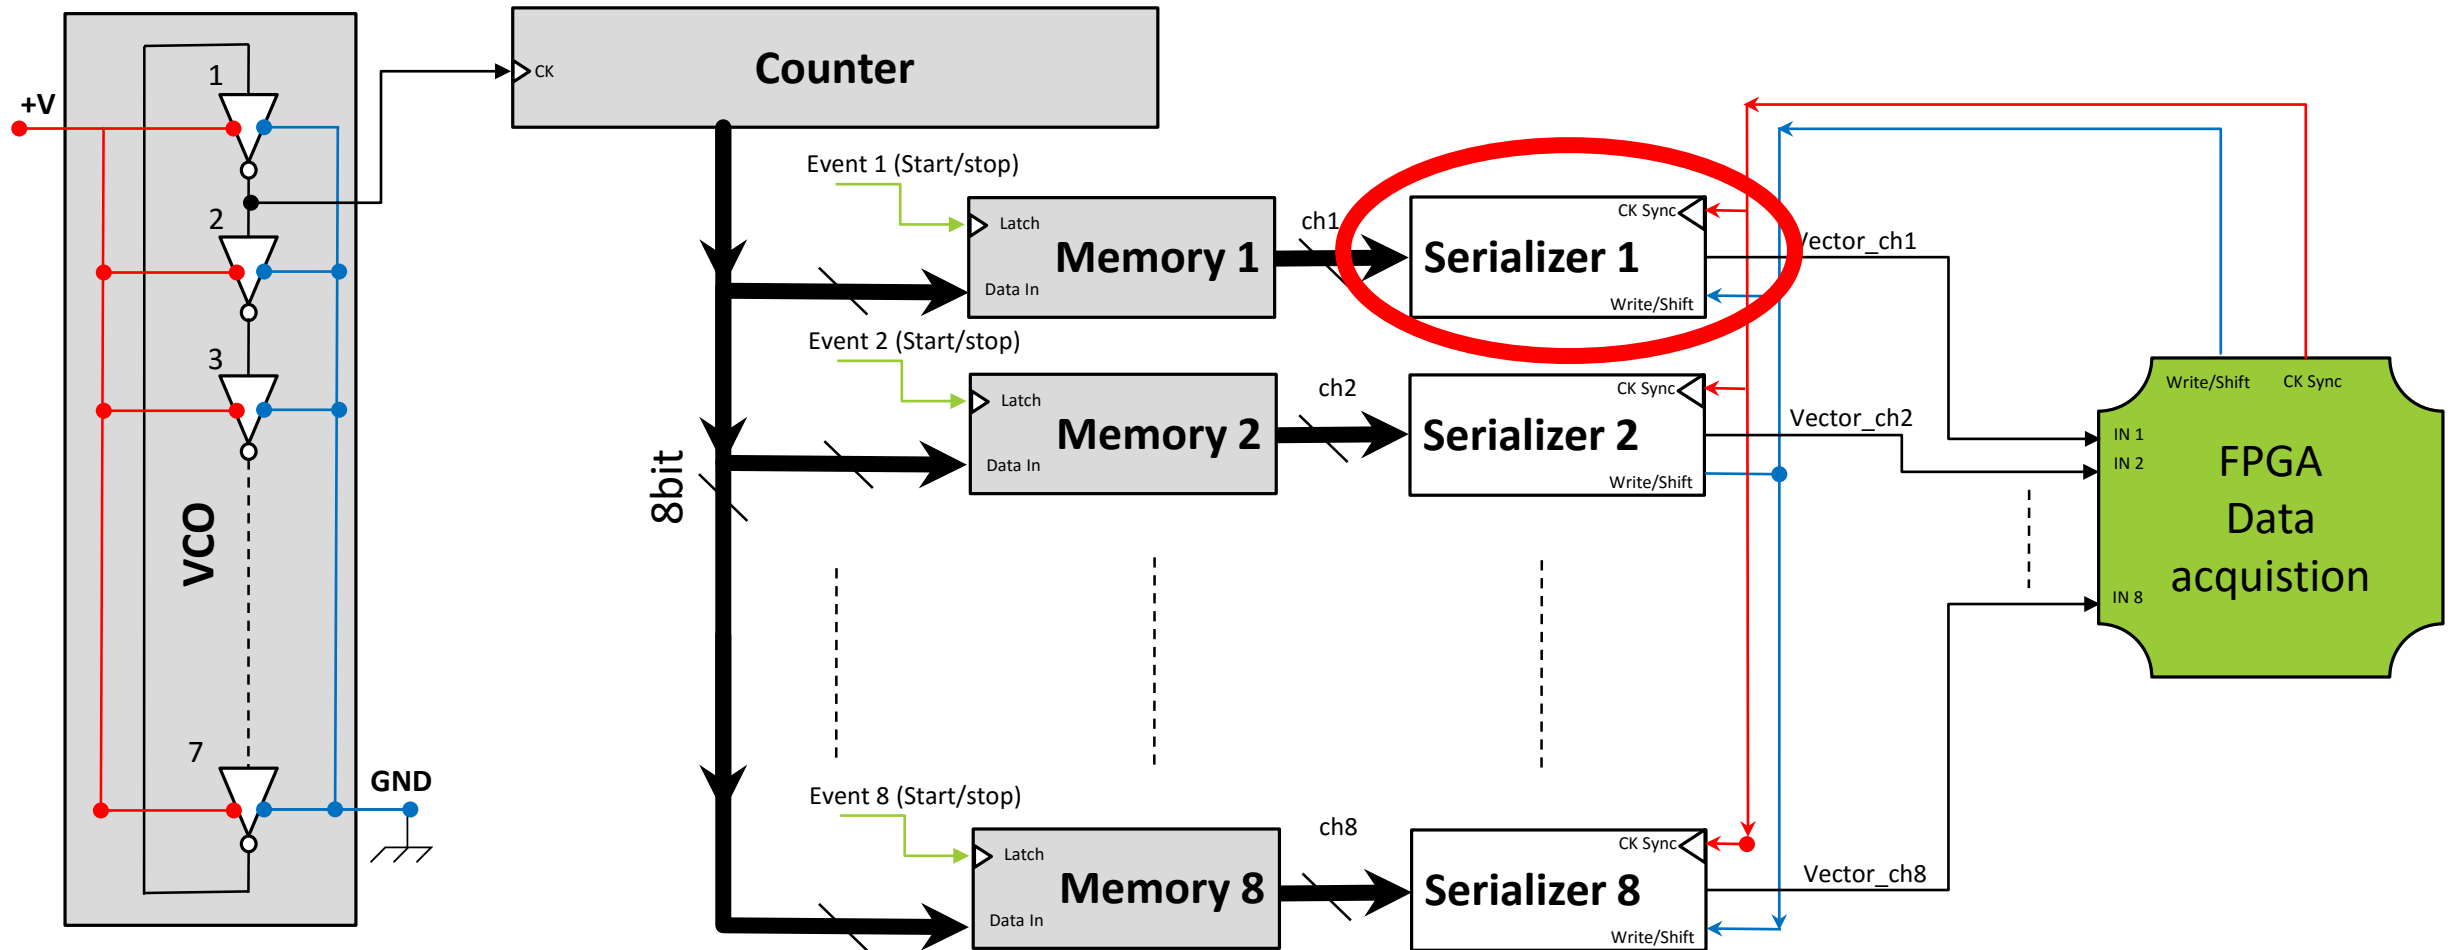 +V
1
2
3
7
VCO
GND
CK
Counter
8bit
Event 1 (Start/stop)
Latch
Data In
Memory 1
ch1
CK Sync
Serializer 1
Write/Shift
Vector_ch1
Event 2 (Start/stop)
Latch
Data In
Memory 2
ch2
CK Sync
Serializer 2
Write/Shift
Vector_ch2
Event 8 (Start/stop)
Latch
Data In
Memory 8
ch8
CK Sync
Serializer 8
Write/Shift
Vector_ch8
Write/Shift CK Sync
IN 1
IN 2
IN 8
FPGA
Data
acquistion